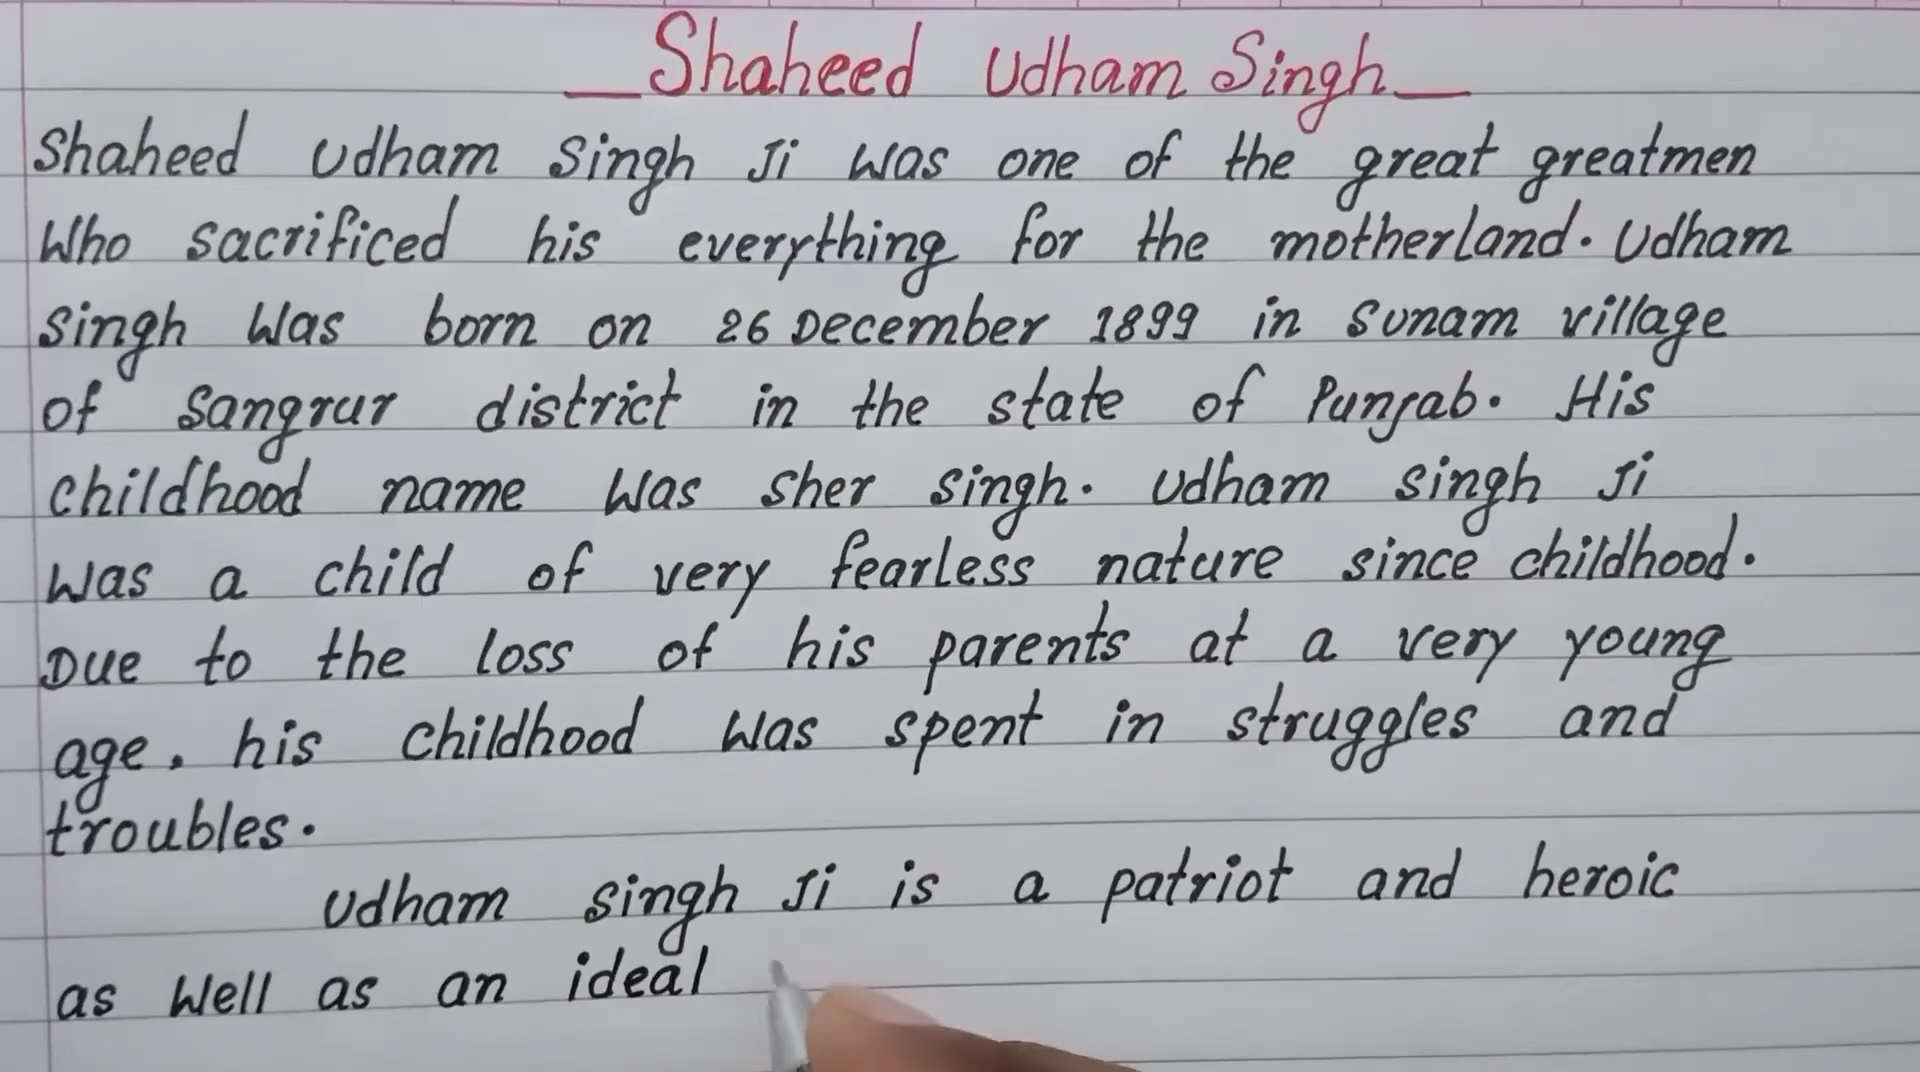 Shaheed Udham Singh
Shaheed Udham Singh Ji was one of the great greatmen
who sacrificed his everything for the motherland. Udham
Singh was born on 26 December 1899 in Sunam village
of Sangrur district in the state of Punjab. His
childhood name was Sher Singh. Udham Singh Ji
was a child of very fearless nature since childhood.
Due to the loss of his parents at a very young
age. his childhood was spent in struggles and
troubles.
Udham Singh Ji is a patriot and heroic
as well as an ideal